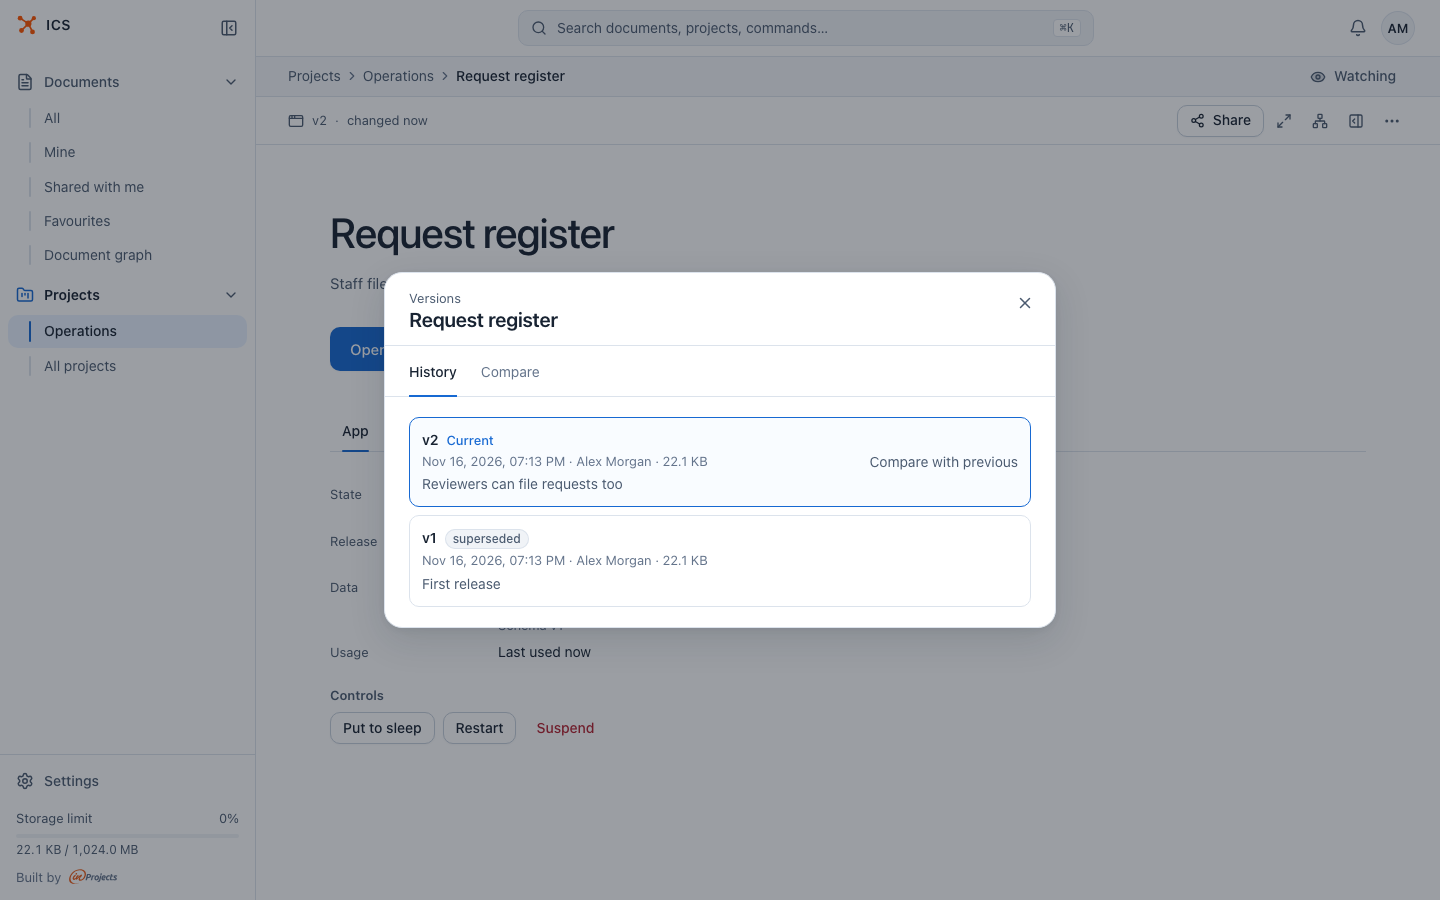 ICS
Search documents, projects, commands...
⌘K
AM
Documents
All
Mine
Shared with me
Favourites
Document graph
Projects
Operations
All projects
Projects > Operations > Request register
Watching
v2 · changed now
Share
Request register
Staff file
Versions
Request register
History Compare
v2 Current
Nov 16, 2026, 07:13 PM · Alex Morgan · 22.1 KB
Compare with previous
Reviewers can file requests too
v1 superseded
Nov 16, 2026, 07:13 PM · Alex Morgan · 22.1 KB
First release
App
State
Release
Data
Usage
Last used now
Controls
Put to sleep
Restart
Suspend
Settings
Storage limit 0%
22.1 KB / 1,024.0 MB
Built by inProjects